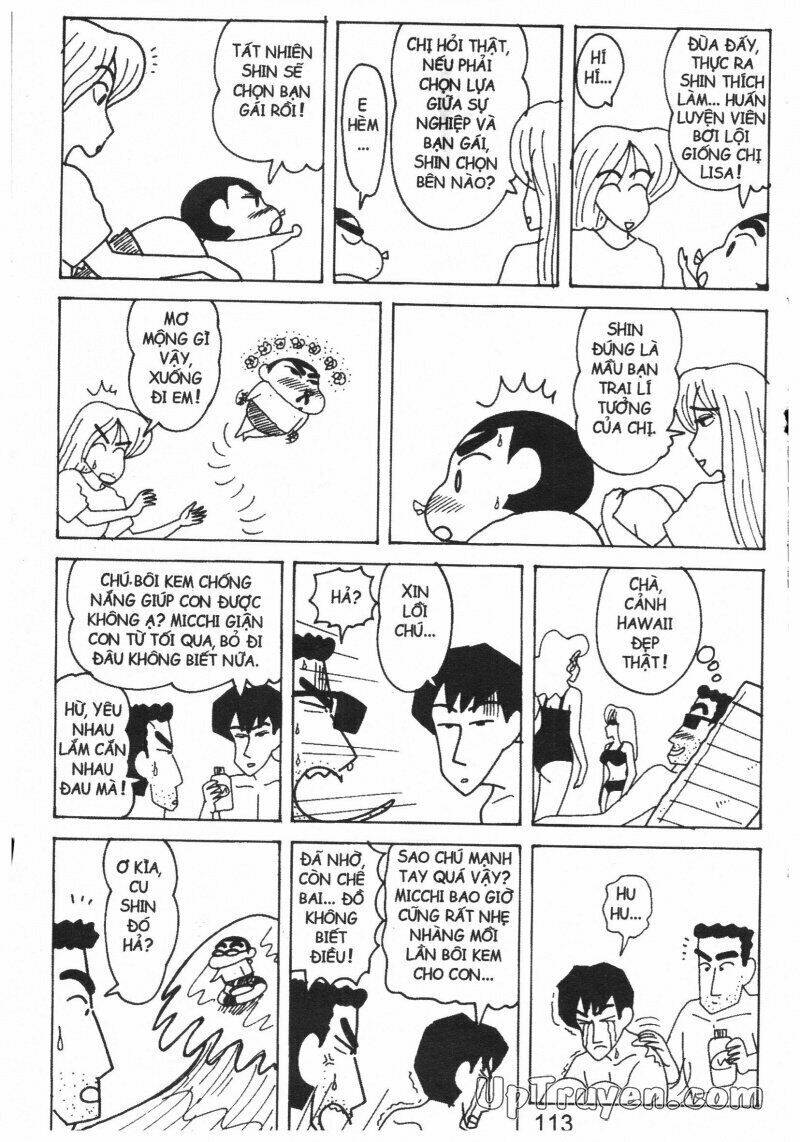 ĐÙA ĐẤY,
THỰC RA
SHIN THÍCH
LÀM... HUẤN
LUYỆN VIÊN
BƠI LỘI
GIỐNG CHỊ
LISA!
HÍ
HÍ...
CHỊ HỎI THẬT,
NẾU PHẢI
CHỌN LỰA
GIỮA SỰ
NGHIỆP VÀ
BẠN GÁI,
SHIN CHỌN
BÊN NÀO?
E
HÈM...
TẤT NHIÊN
SHIN SẼ
CHỌN BẠN
GÁI RỒI!
SHIN
ĐÚNG LÀ
MẪU BẠN
TRAI LÍ
TƯỞNG
CỦA CHỊ.
MƠ
MỘNG GÌ
VẬY,
XUỐNG
ĐI EM!
CHÀ,
CẢNH
HAWAII
ĐẸP
THẬT!
XIN
LỖI
CHÚ...
HẢ?
CHÚ BÔI KEM CHỐNG
NẮNG GIÚP CON ĐƯỢC
KHÔNG Ạ? MICCHI GIẬN
CON TỪ TỐI QUA, BỎ ĐI
ĐÂU KHÔNG BIẾT NỮA.
HỪ, YÊU
NHAU
LẮM CẮN
NHAU
ĐAU MÀ!
HU
HU...
SAO CHÚ MẠNH
TAY QUÁ VẬY?
MICCHI BAO GIỜ
CŨNG RẤT NHẸ
NHÀNG MỖI
LẦN BÔI KEM
CHO CON...
ĐÃ NHỜ,
CÒN CHÊ
BAI... ĐỒ
KHÔNG
BIẾT
ĐIỀU!
Ơ KÌA,
CU
SHIN
ĐÓ
HẢ?
UpTruyen.com
113